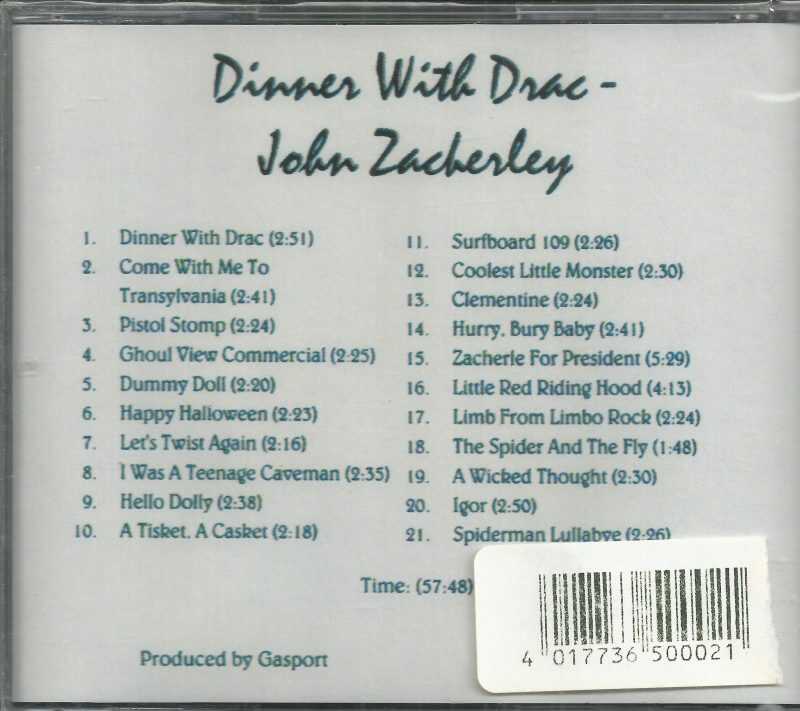 Dinner With Drac -
John Zacherley
1. Dinner With Drac (2:51)
2. Come With Me To
Transylvania (2:41)
3. Pistol Stomp (2:24)
4. Ghoul View Commercial (2:25)
5. Dummy Doll (2:20)
6. Happy Halloween (2:23)
7. Let's Twist Again (2:16)
8. I Was A Teenage Caveman (2:35)
9. Hello Dolly (2:38)
10. A Tisket, A Casket (2:18)
11. Surfboard 109 (2:26)
12. Coolest Little Monster (2:30)
13. Clementine (2:24)
14. Hurry, Bury Baby (2:41)
15. Zacherle For President (5:29)
16. Little Red Riding Hood (4:13)
17. Limb From Limbo Rock (2:24)
18. The Spider And The Fly (1:48)
19. A Wicked Thought (2:30)
20. Igor (2:50)
21. Spiderman Lullabye (2:26)
Time: (57:48)
Produced by Gasport
4 017736 500021